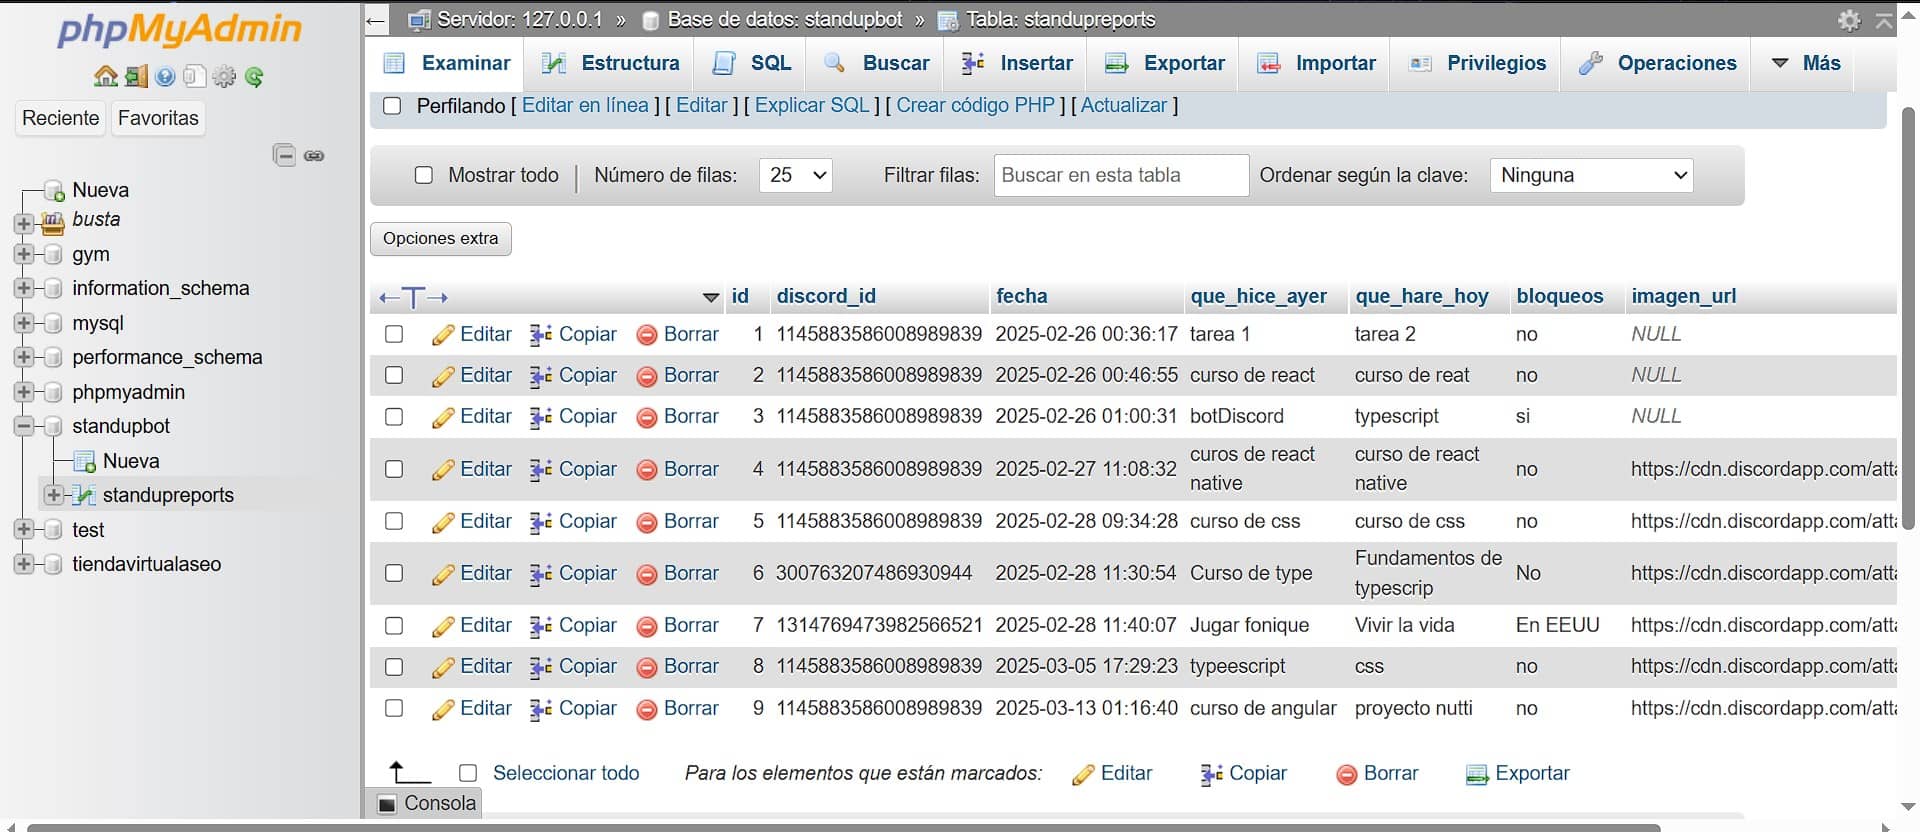 phpMyAdmin
Reciente Favoritas
Nueva
busta
gym
information_schema
mysql
performance_schema
phpmyadmin
standupbot
Nueva
standupreports
test
tiendavirtualaseo
Servidor: 127.0.0.1 » Base de datos: standupbot » Tabla: standupreports
Examinar Estructura SQL Buscar Insertar Exportar Importar Privilegios Operaciones Más
Perfilando [ Editar en línea ] [ Editar ] [ Explicar SQL ] [ Crear código PHP ] [ Actualizar ]
Mostrar todo | Número de filas: 25 Filtrar filas: Buscar en esta tabla Ordenar según la clave: Ninguna
Opciones extra
←T→ id discord_id fecha que_hice_ayer que_hare_hoy bloqueos imagen_url
Editar Copiar Borrar 1 1145883586008989839 2025-02-26 00:36:17 tarea 1 tarea 2 no NULL
Editar Copiar Borrar 2 1145883586008989839 2025-02-26 00:46:55 curso de react curso de reat no NULL
Editar Copiar Borrar 3 1145883586008989839 2025-02-26 01:00:31 botDiscord typescript si NULL
Editar Copiar Borrar 4 1145883586008989839 2025-02-27 11:08:32 curos de react native curso de react native no https://cdn.discordapp.com/atta
Editar Copiar Borrar 5 1145883586008989839 2025-02-28 09:34:28 curso de css curso de css no https://cdn.discordapp.com/atta
Editar Copiar Borrar 6 300763207486930944 2025-02-28 11:30:54 Curso de type Fundamentos de typescrip No https://cdn.discordapp.com/atta
Editar Copiar Borrar 7 1314769473982566521 2025-02-28 11:40:07 Jugar fonique Vivir la vida En EEUU https://cdn.discordapp.com/atta
Editar Copiar Borrar 8 1145883586008989839 2025-03-05 17:29:23 typeescript css no https://cdn.discordapp.com/atta
Editar Copiar Borrar 9 1145883586008989839 2025-03-13 01:16:40 curso de angular proyecto nutti no https://cdn.discordapp.com/atta
Seleccionar todo Para los elementos que están marcados: Editar Copiar Borrar Exportar
Consola